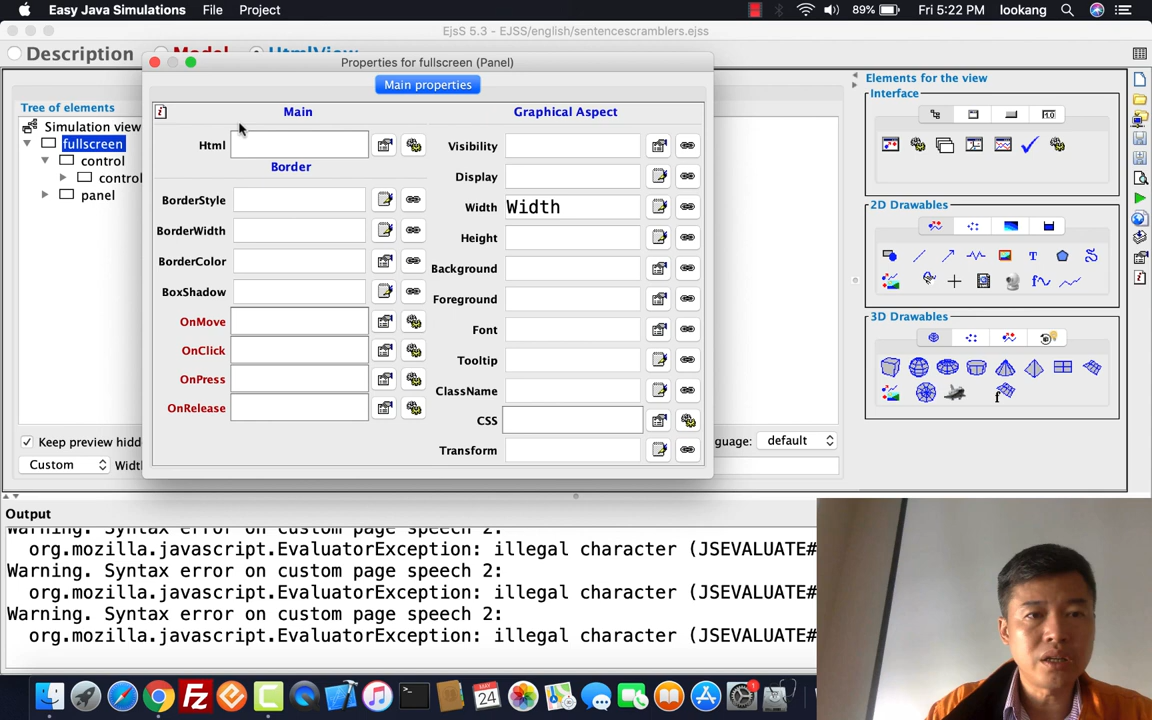 Easy Java Simulations File Project 89% Fri 5:22 PM lookang
EjsS 5.3 - EJSS/english/sentencescramblers.ejss
Description Model HtmlView
Properties for fullscreen (Panel)
Main properties
Tree of elements
Simulation view
fullscreen
control
contro
panel
Main
Html
Border
BorderStyle
BorderWidth
BorderColor
BoxShadow
OnMove
OnClick
OnPress
OnRelease
Graphical Aspect
Visibility
Display
Width Width
Height
Background
Foreground
Font
Tooltip
ClassName
CSS
Transform
Elements for the view
Interface
2D Drawables
3D Drawables
Keep preview hidd
guage: default
Custom Widt
Output
Warning. Syntax error on custom page speech 2:
org.mozilla.javascript.EvaluatorException: illegal character (JSEVALUATE#
Warning. Syntax error on custom page speech 2:
org.mozilla.javascript.EvaluatorException: illegal character (JSEVALUATE#
Warning. Syntax error on custom page speech 2:
org.mozilla.javascript.EvaluatorException: illegal character (JSEVALUATE#